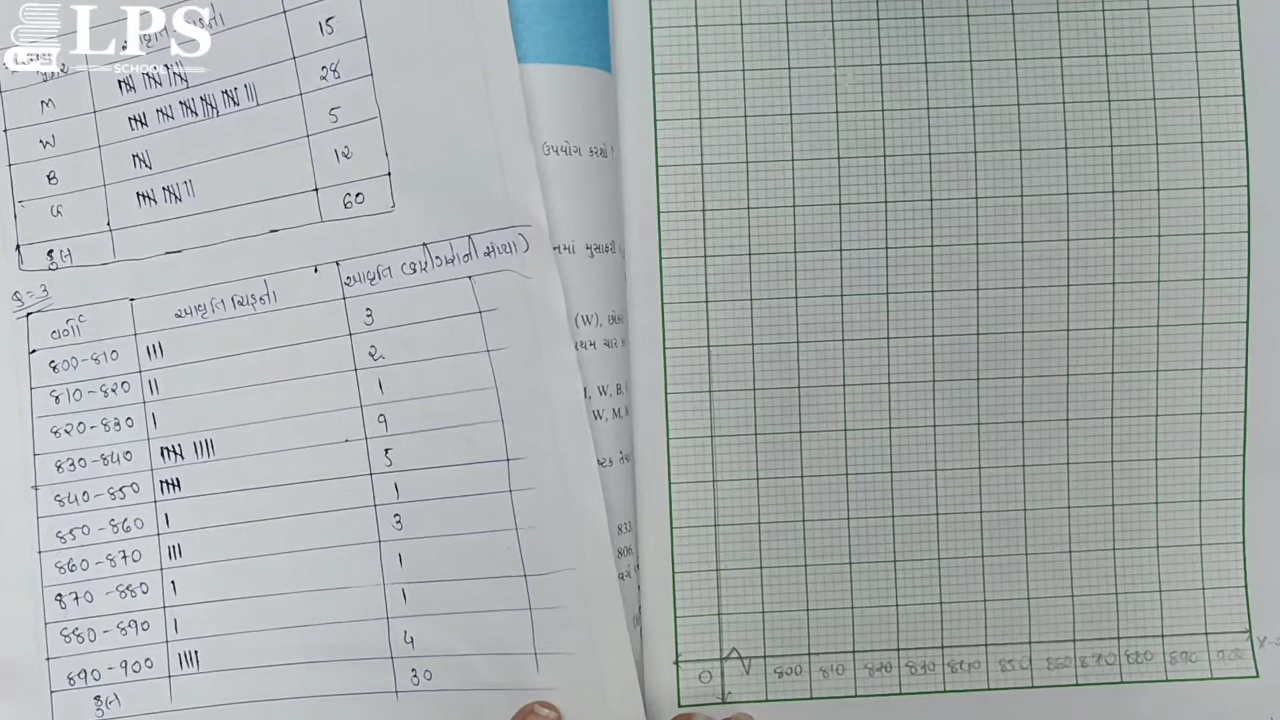 LPS
SCHOOL
15
M 28
W 5
B 12
કુલ 60
ઉપયોગ કરશો !
નમાં મુસાફરી
(W), છોક
W, B,
W, M,
833,
806,
વર્ગ આવૃત્તિ ચિહ્નો આવૃત્તિ (કારીગરોની સંખ્યા)
800-810 ||| 3
810-820 || 2
820-830 | 1
830-840 |||| |||| 9
840-850 |||| 5
850-860 | 1
860-870 ||| 3
870-880 | 1
880-890 | 1
890-900 |||| 4
કુલ 30
0 800 810 820 830 840 850 860 870 880 890 900